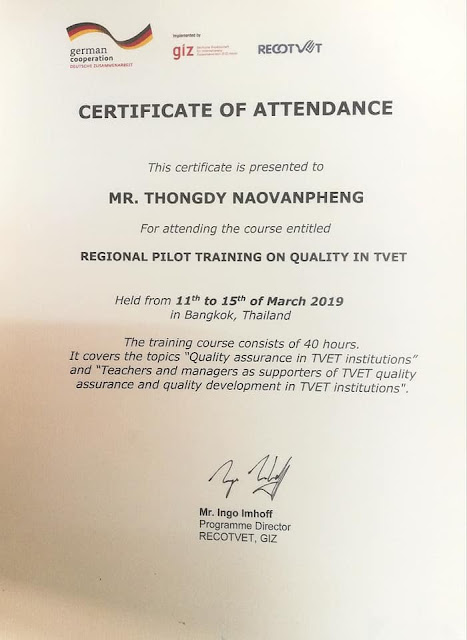 german
cooperation
DEUTSCHE ZUSAMMENARBEIT
Implemented by
giz
RECOTVET
CERTIFICATE OF ATTENDANCE
This certificate is presented to
MR. THONGDY NAOVANPHENG
For attending the course entitled
REGIONAL PILOT TRAINING ON QUALITY IN TVET
Held from 11th to 15th of March 2019
in Bangkok, Thailand
The training course consists of 40 hours.
It covers the topics “Quality assurance in TVET institutions”
and “Teachers and managers as supporters of TVET quality
assurance and quality development in TVET institutions".
Mr. Ingo Imhoff
Programme Director
RECOTVET, GIZ